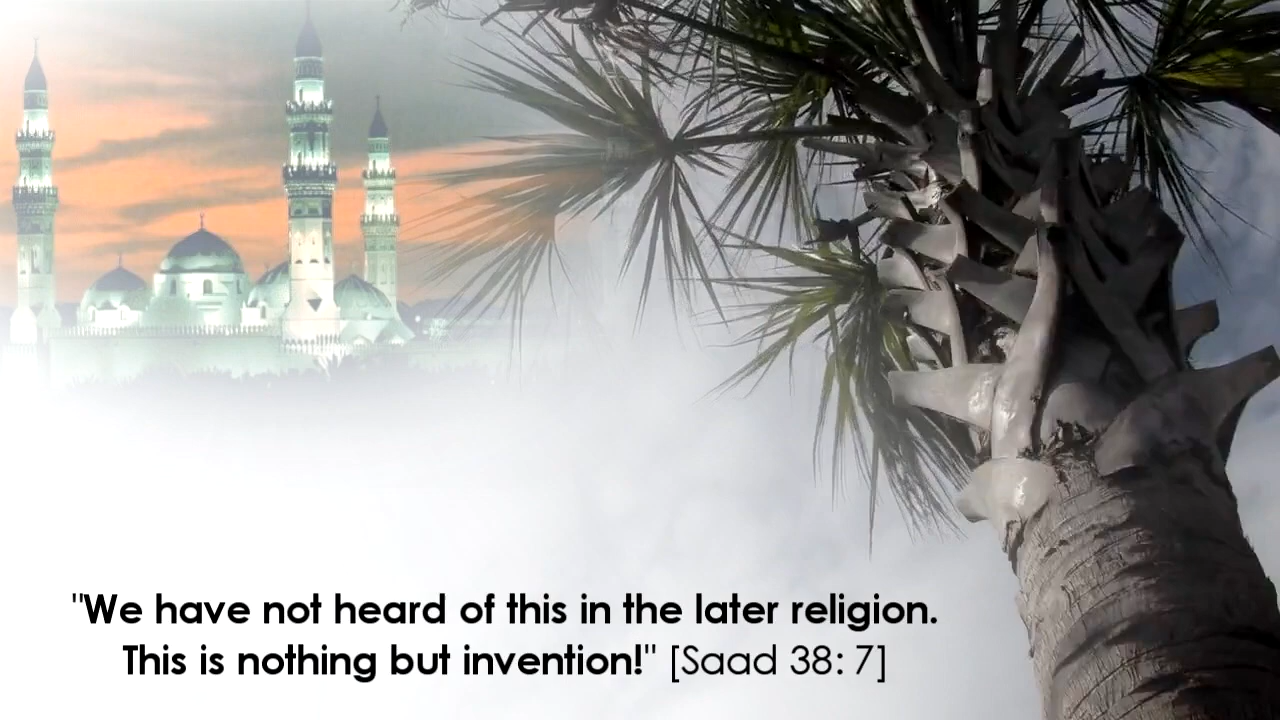 "We have not heard of this in the later religion.
This is nothing but invention!" [Saad 38: 7]